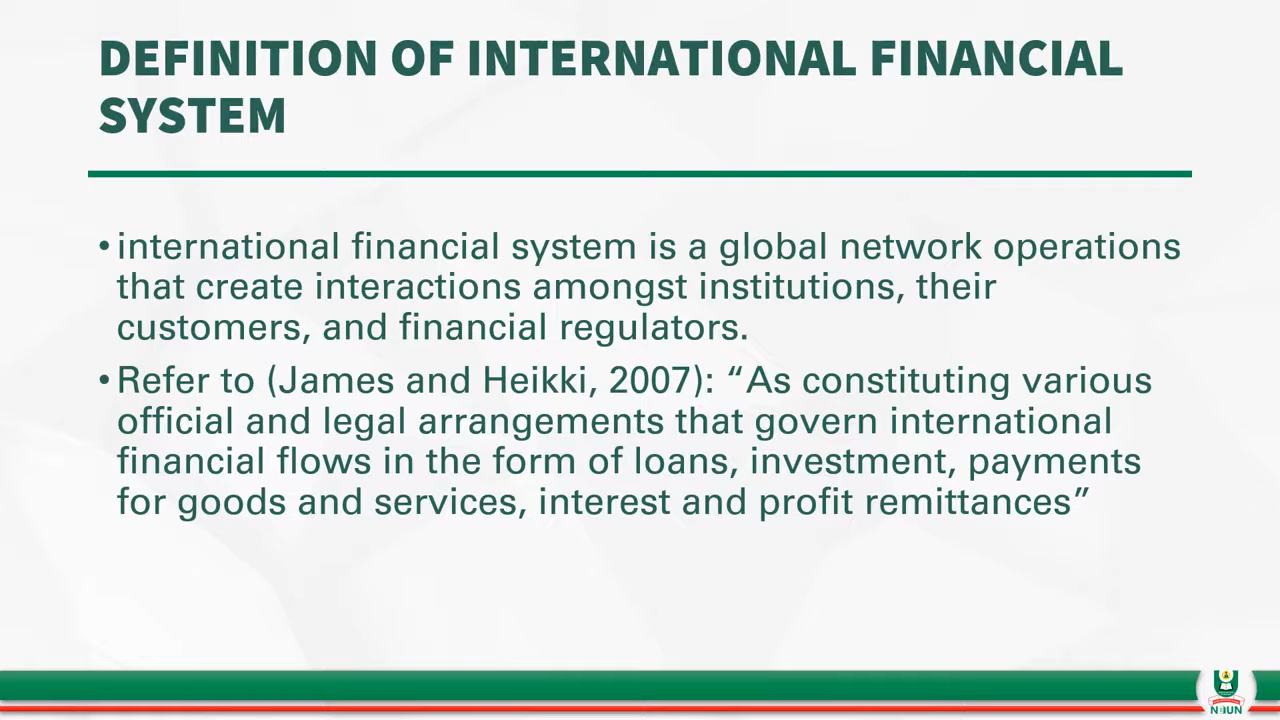 DEFINITION OF INTERNATIONAL FINANCIAL
SYSTEM
• international financial system is a global network operations
that create interactions amongst institutions, their
customers, and financial regulators.
• Refer to (James and Heikki, 2007): “As constituting various
official and legal arrangements that govern international
financial flows in the form of loans, investment, payments
for goods and services, interest and profit remittances”